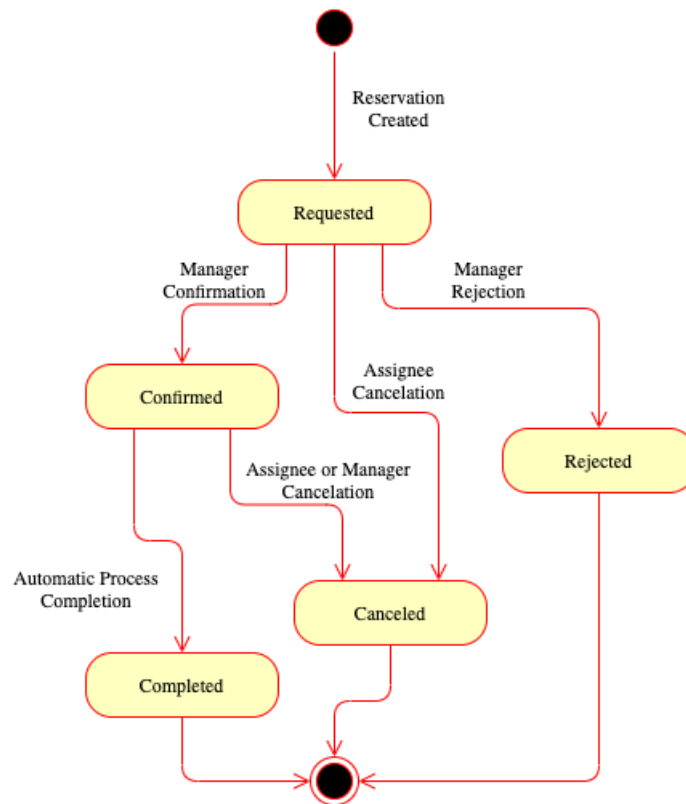 Reservation
Created
Requested
Manager
Confirmation
Manager
Rejection
Assignee
Cancelation
Confirmed
Rejected
Assignee or Manager
Cancelation
Automatic Process
Completion
Canceled
Completed